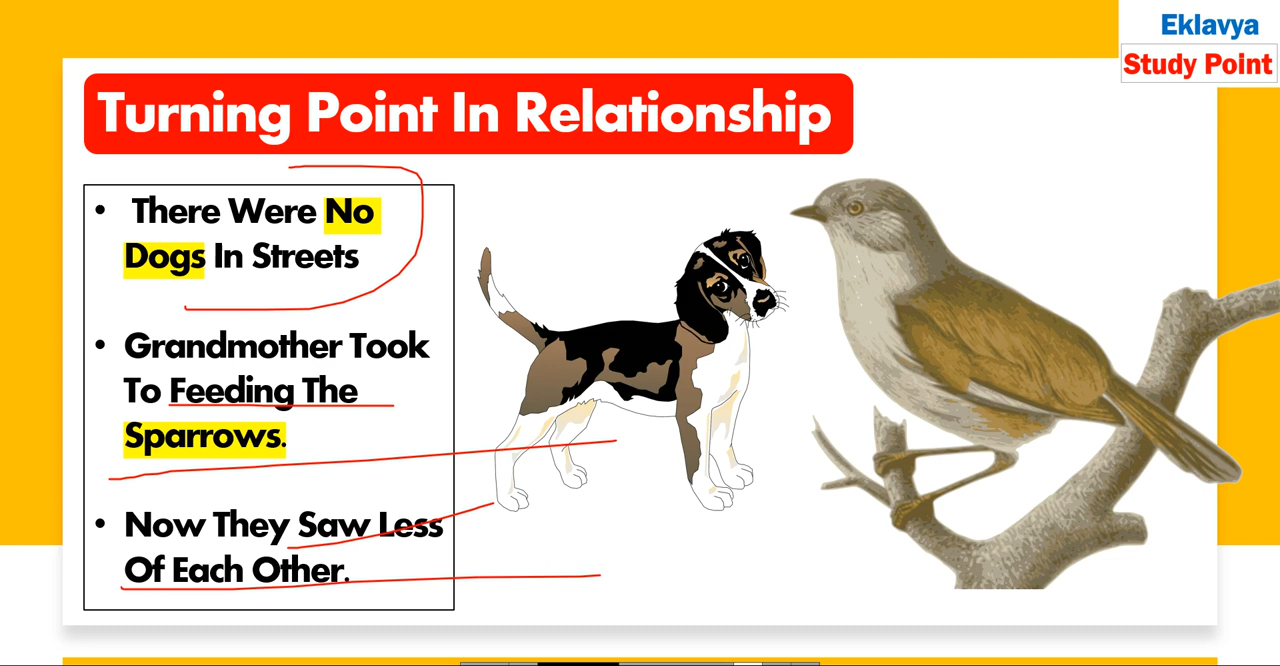 Eklavya
Study Point
Turning Point In Relationship
• There Were No
Dogs In Streets
• Grandmother Took
To Feeding The
Sparrows.
• Now They Saw Less
Of Each Other.